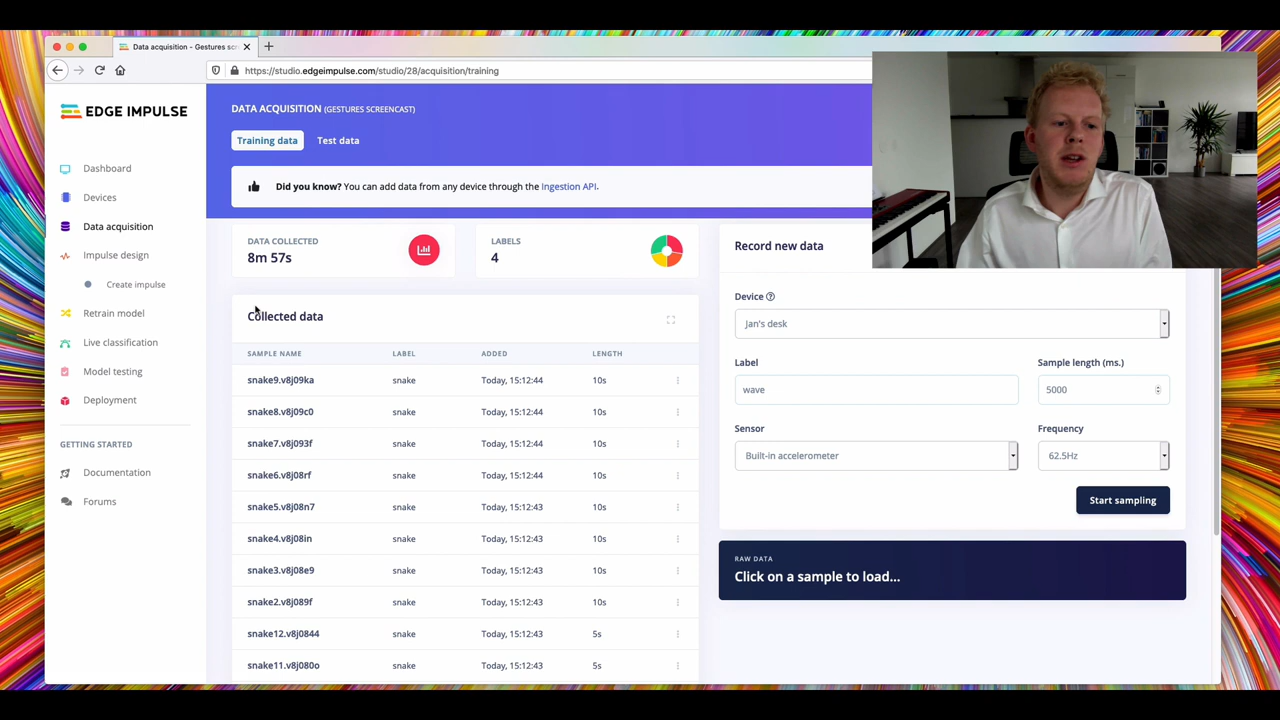 Data acquisition - Gestures scr
https://studio.edgeimpulse.com/studio/28/acquisition/training
EDGE IMPULSE
Dashboard
Devices
Data acquisition
Impulse design
Create impulse
Retrain model
Live classification
Model testing
Deployment
GETTING STARTED
Documentation
Forums
DATA ACQUISITION (GESTURES SCREENCAST)
Training data Test data
Did you know? You can add data from any device through the Ingestion API.
DATA COLLECTED
8m 57s
LABELS
4
Collected data
SAMPLE NAME LABEL ADDED LENGTH
snake9.v8j09ka snake Today, 15:12:44 10s
snake8.v8j09c0 snake Today, 15:12:44 10s
snake7.v8j093f snake Today, 15:12:44 10s
snake6.v8j08rf snake Today, 15:12:44 10s
snake5.v8j08n7 snake Today, 15:12:43 10s
snake4.v8j08in snake Today, 15:12:43 10s
snake3.v8j08e9 snake Today, 15:12:43 10s
snake2.v8j089f snake Today, 15:12:43 10s
snake12.v8j0844 snake Today, 15:12:43 5s
snake11.v8j080o snake Today, 15:12:43 5s
Record new data
Device ?
Jan's desk
Label Sample length (ms.)
wave 5000
Sensor Frequency
Built-in accelerometer 62.5Hz
Start sampling
RAW DATA
Click on a sample to load...